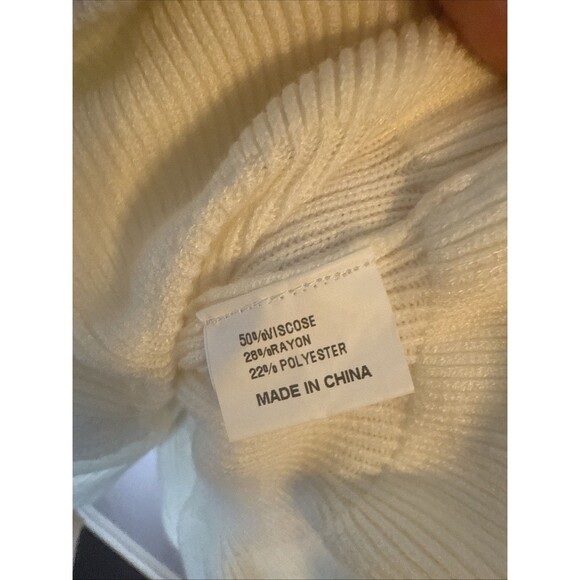 50%VISCOSE
28%RAYON
22% POLYESTER
MADE IN CHINA